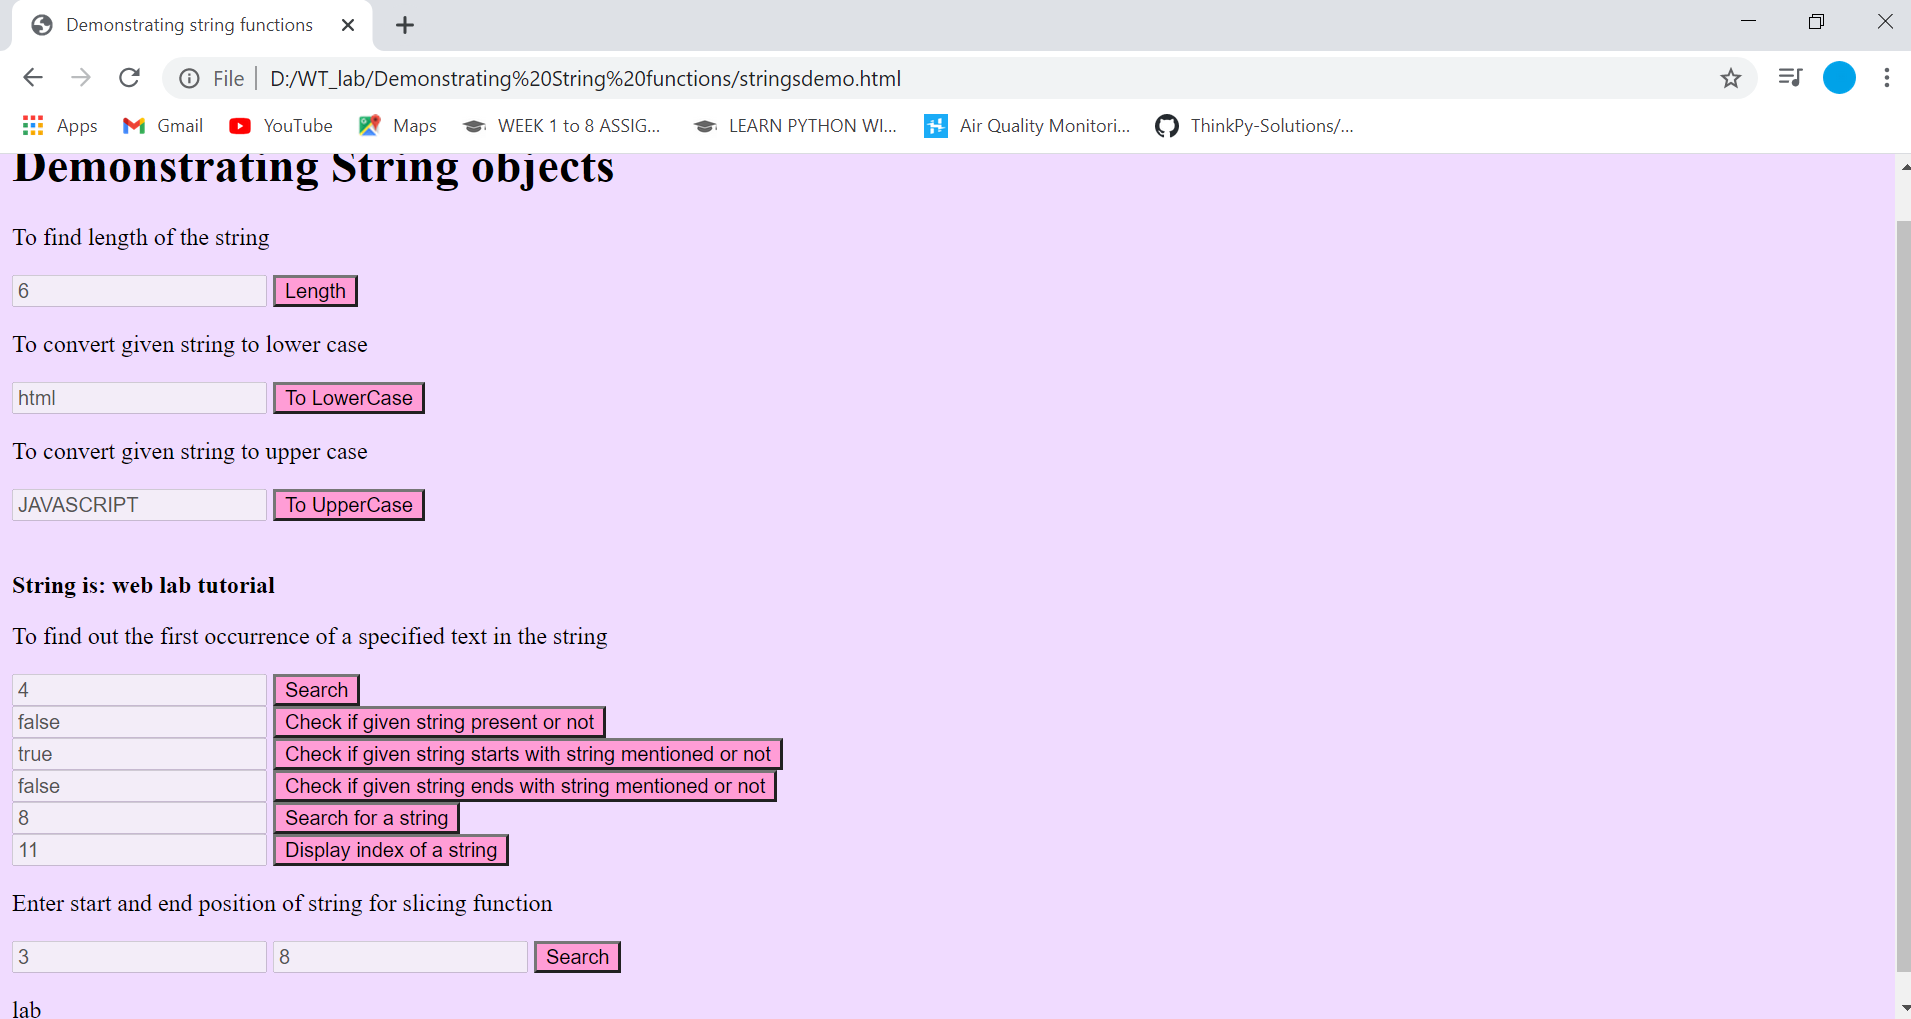 Demonstrating string functions
File D:/WT_lab/Demonstrating%20String%20functions/stringsdemo.html
Apps Gmail YouTube Maps WEEK 1 to 8 ASSIG... LEARN PYTHON WI... Air Quality Monitori... ThinkPy-Solutions/...
Demonstrating String objects
To find length of the string
6 Length
To convert given string to lower case
html To LowerCase
To convert given string to upper case
JAVASCRIPT To UpperCase
String is: web lab tutorial
To find out the first occurrence of a specified text in the string
4 Search
false Check if given string present or not
true Check if given string starts with string mentioned or not
false Check if given string ends with string mentioned or not
8 Search for a string
11 Display index of a string
Enter start and end position of string for slicing function
3 8 Search
lab